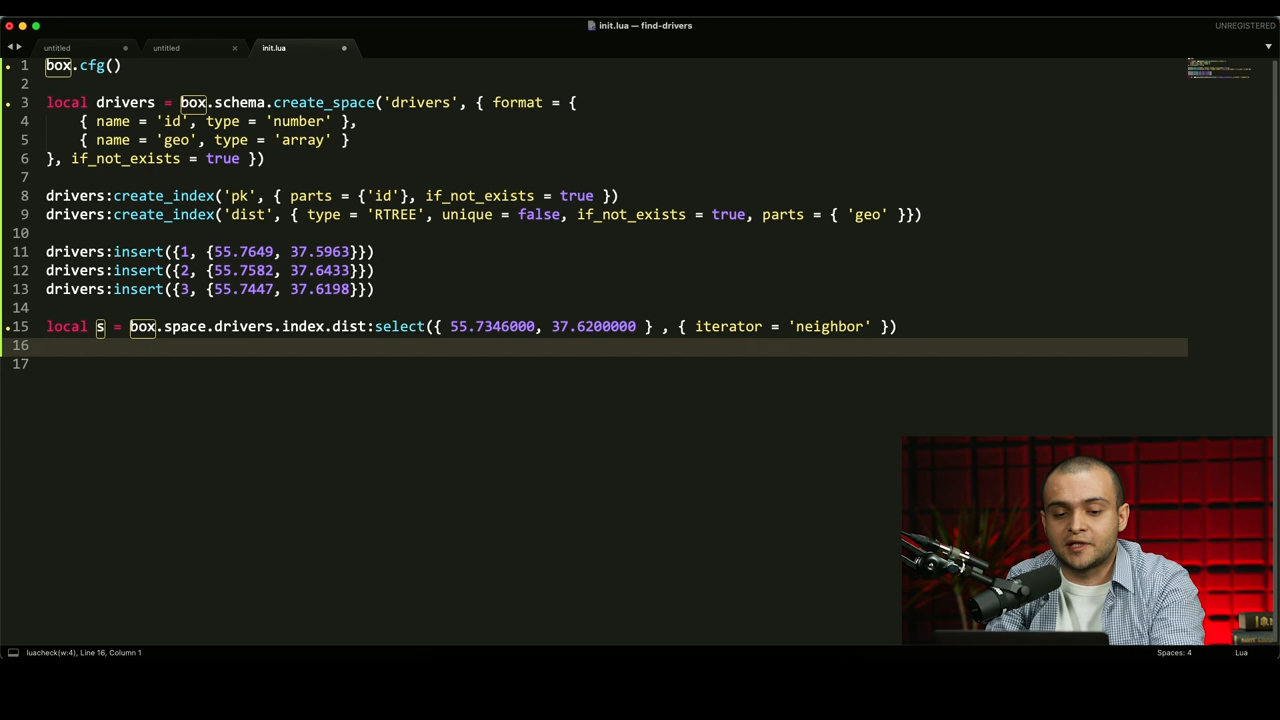 init.lua — find-drivers
UNREGISTERED
untitled
untitled
init.lua
1 box.cfg()
2
3 local drivers = box.schema.create_space('drivers', { format = {
4 { name = 'id', type = 'number' },
5 { name = 'geo', type = 'array' }
6 }, if_not_exists = true })
7
8 drivers:create_index('pk', { parts = {'id'}, if_not_exists = true })
9 drivers:create_index('dist', { type = 'RTREE', unique = false, if_not_exists = true, parts = { 'geo' }})
10
11 drivers:insert({1, {55.7649, 37.5963}})
12 drivers:insert({2, {55.7582, 37.6433}})
13 drivers:insert({3, {55.7447, 37.6198}})
14
15 local s = box.space.drivers.index.dist:select({ 55.7346000, 37.6200000 } , { iterator = 'neighbor' })
16
17
luacheck(w:4), Line 16, Column 1
Spaces: 4
Lua